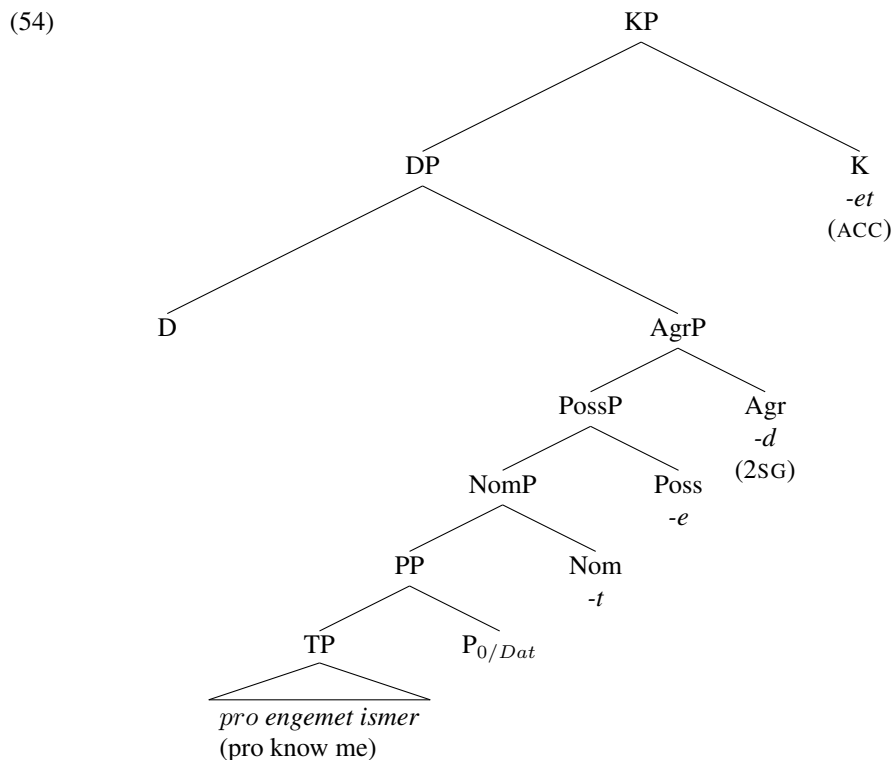 (54)
KP
DP K
-et
(ACC)
D AgrP
PossP Agr
-d
(2SG)
NomP Poss
-e
PP Nom
-t
TP P0/Dat
pro engemet ismer
(pro know me)